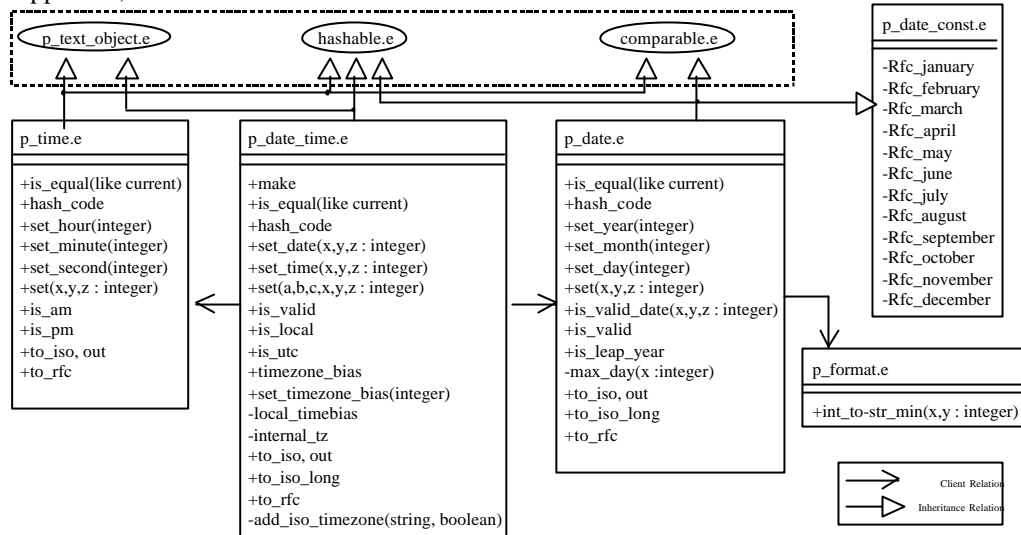 p_text_object.e
hashable.e
comparable.e
p_date_const.e
-Rfc_january
-Rfc_february
-Rfc_march
-Rfc_april
-Rfc_may
-Rfc_june
-Rfc_july
-Rfc_august
-Rfc_september
-Rfc_october
-Rfc_november
-Rfc_december
p_time.e
+is_equal(like current)
+hash_code
+set_hour(integer)
+set_minute(integer)
+set_second(integer)
+set(x,y,z : integer)
+is_am
+is_pm
+to_iso, out
+to_rfc
p_date_time.e
+make
+is_equal(like current)
+hash_code
+set_date(x,y,z : integer)
+set_time(x,y,z : integer)
+set(a,b,c,x,y,z : integer)
+is_valid
+is_local
+is_utc
+timezone_bias
+set_timezone_bias(integer)
-local_timebias
-internal_tz
+to_iso, out
+to_iso_long
+to_rfc
-add_iso_timezone(string, boolean)
p_date.e
+is_equal(like current)
+hash_code
+set_year(integer)
+set_month(integer)
+set_day(integer)
+set(x,y,z : integer)
+is_valid_date(x,y,z : integer)
+is_valid
+is_leap_year
-max_day(x :integer)
+to_iso, out
+to_iso_long
+to_rfc
p_format.e
+int_to-str_min(x,y : integer)
Client Relation
Inheritance Relation